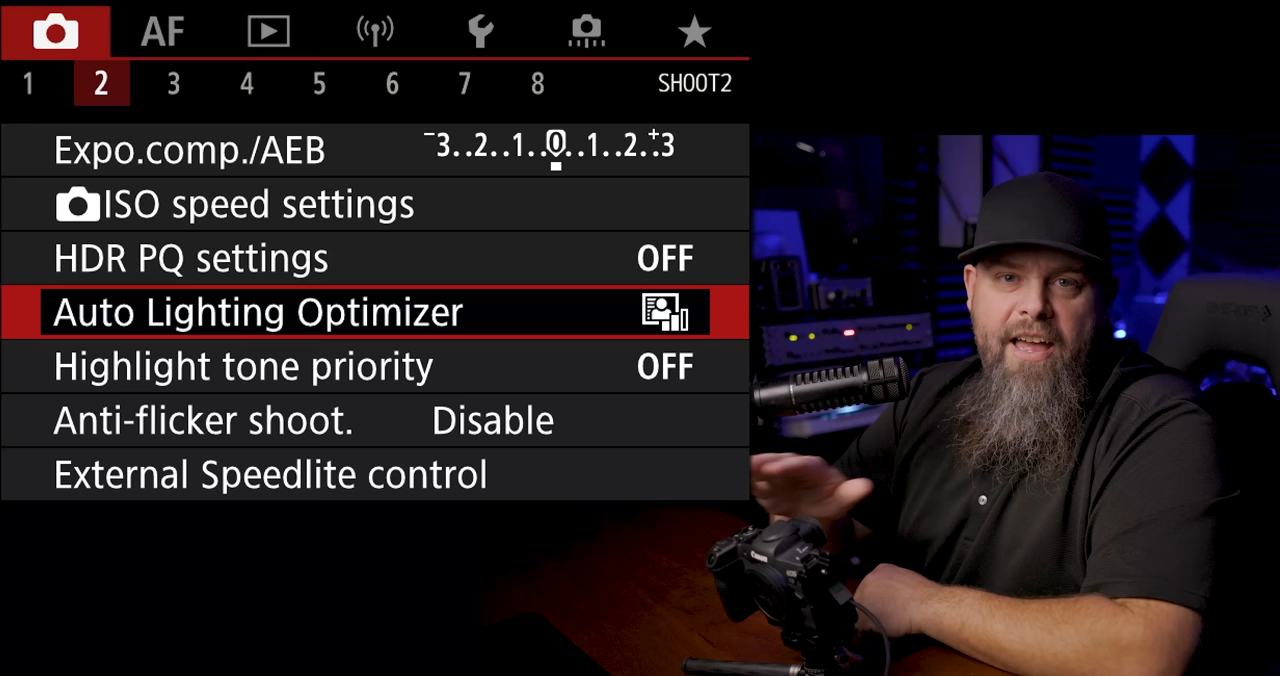 AF
1 2 3 4 5 6 7 8 SHOOT2
Expo.comp./AEB -3..2..1..0..1..2..+3
ISO speed settings
HDR PQ settings OFF
Auto Lighting Optimizer
Highlight tone priority OFF
Anti-flicker shoot. Disable
External Speedlite control
Canon